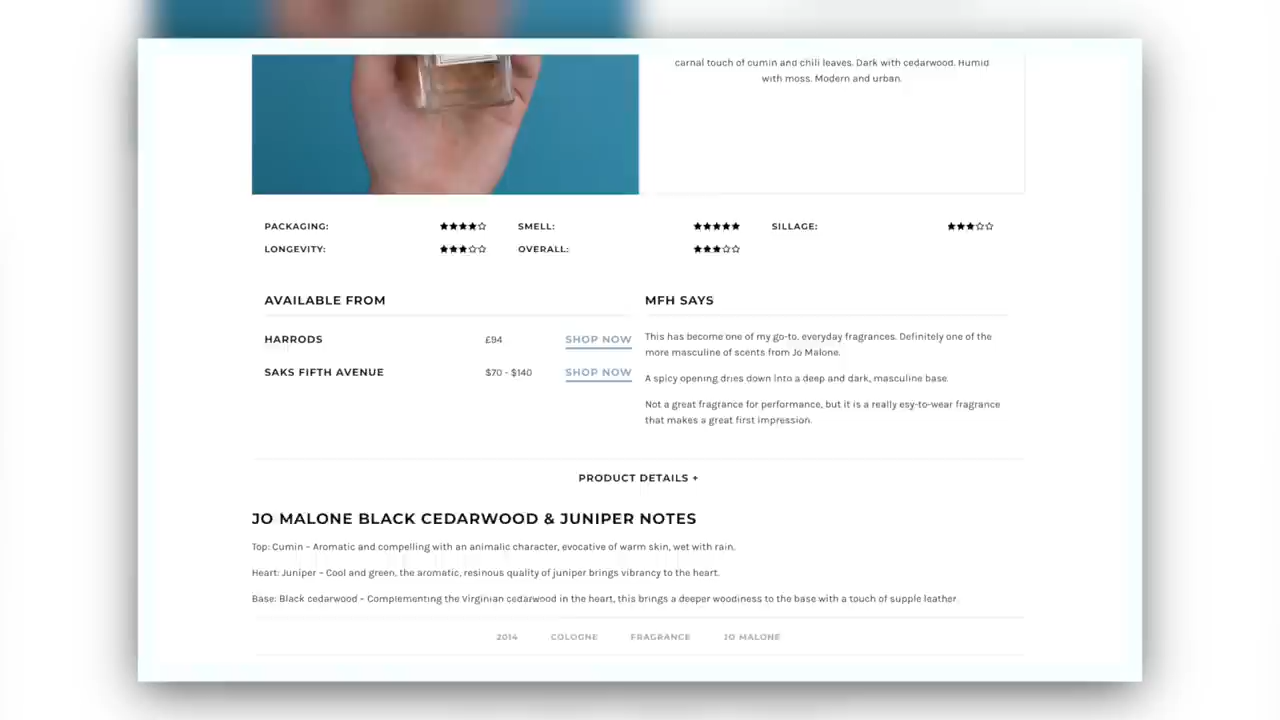 carnal touch of cumin and chili leaves. Dark with cedarwood. Humid
with moss. Modern and urban.
PACKAGING: ★★★★☆ SMELL: ★★★★★ SILLAGE: ★★★☆☆
LONGEVITY: ★★★☆☆ OVERALL: ★★★☆☆
AVAILABLE FROM
HARRODS £94 SHOP NOW
SAKS FIFTH AVENUE $70 - $140 SHOP NOW
MFH SAYS
This has become one of my go-to, everyday fragrances. Definitely one of the
more masculine of scents from Jo Malone.
A spicy opening dries down into a deep and dark, masculine base.
Not a great fragrance for performance, but it is a really esy-to-wear fragrance
that makes a great first impression.
PRODUCT DETAILS +
JO MALONE BLACK CEDARWOOD & JUNIPER NOTES
Top: Cumin – Aromatic and compelling with an animalic character, evocative of warm skin, wet with rain.
Heart: Juniper – Cool and green, the aromatic, resinous quality of juniper brings vibrancy to the heart.
Base: Black cedarwood – Complementing the Virginian cedarwood in the heart, this brings a deeper woodiness to the base with a touch of supple leather
2014 COLOGNE FRAGRANCE JO MALONE